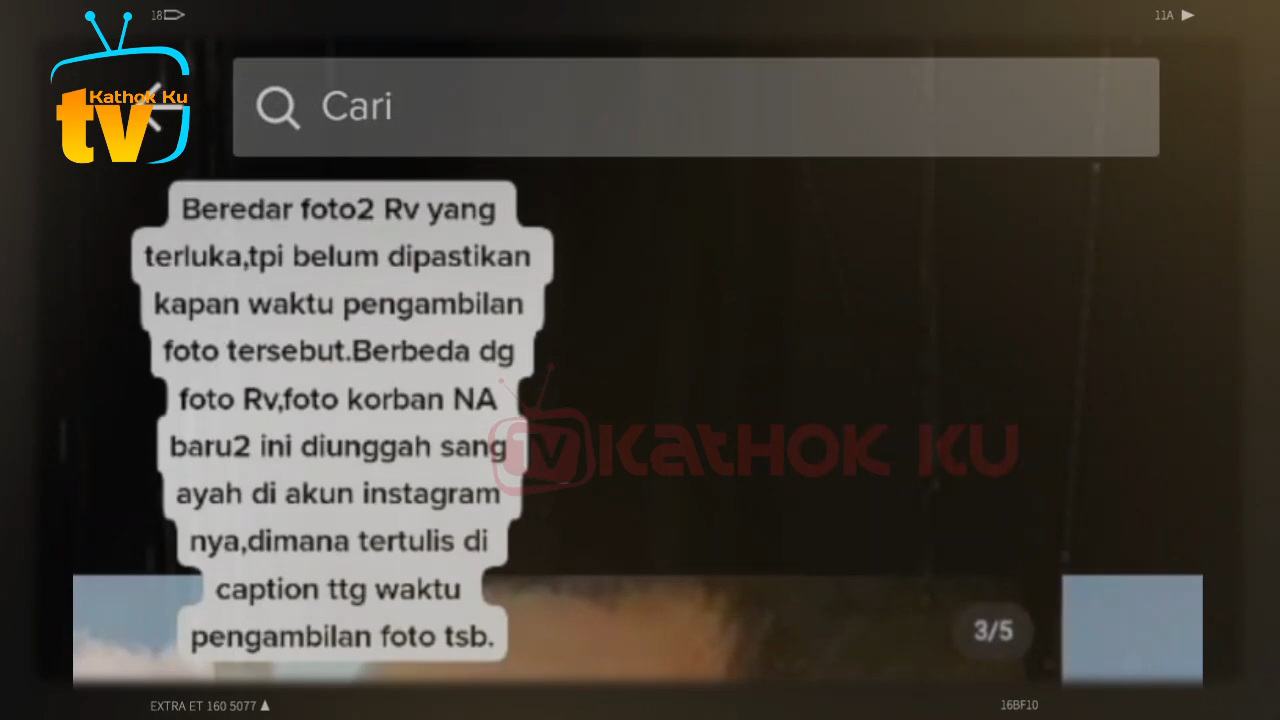 18
11A
Kathok Ku
tv
Cari
Beredar foto2 Rv yang
terluka,tpi belum dipastikan
kapan waktu pengambilan
foto tersebut.Berbeda dg
foto Rv,foto korban NA
baru2 ini diunggah sang
ayah di akun instagram
nya,dimana tertulis di
caption ttg waktu
pengambilan foto tsb.
tv KATHOK KU
3/5
EXTRA ET 160 5077
16BF10